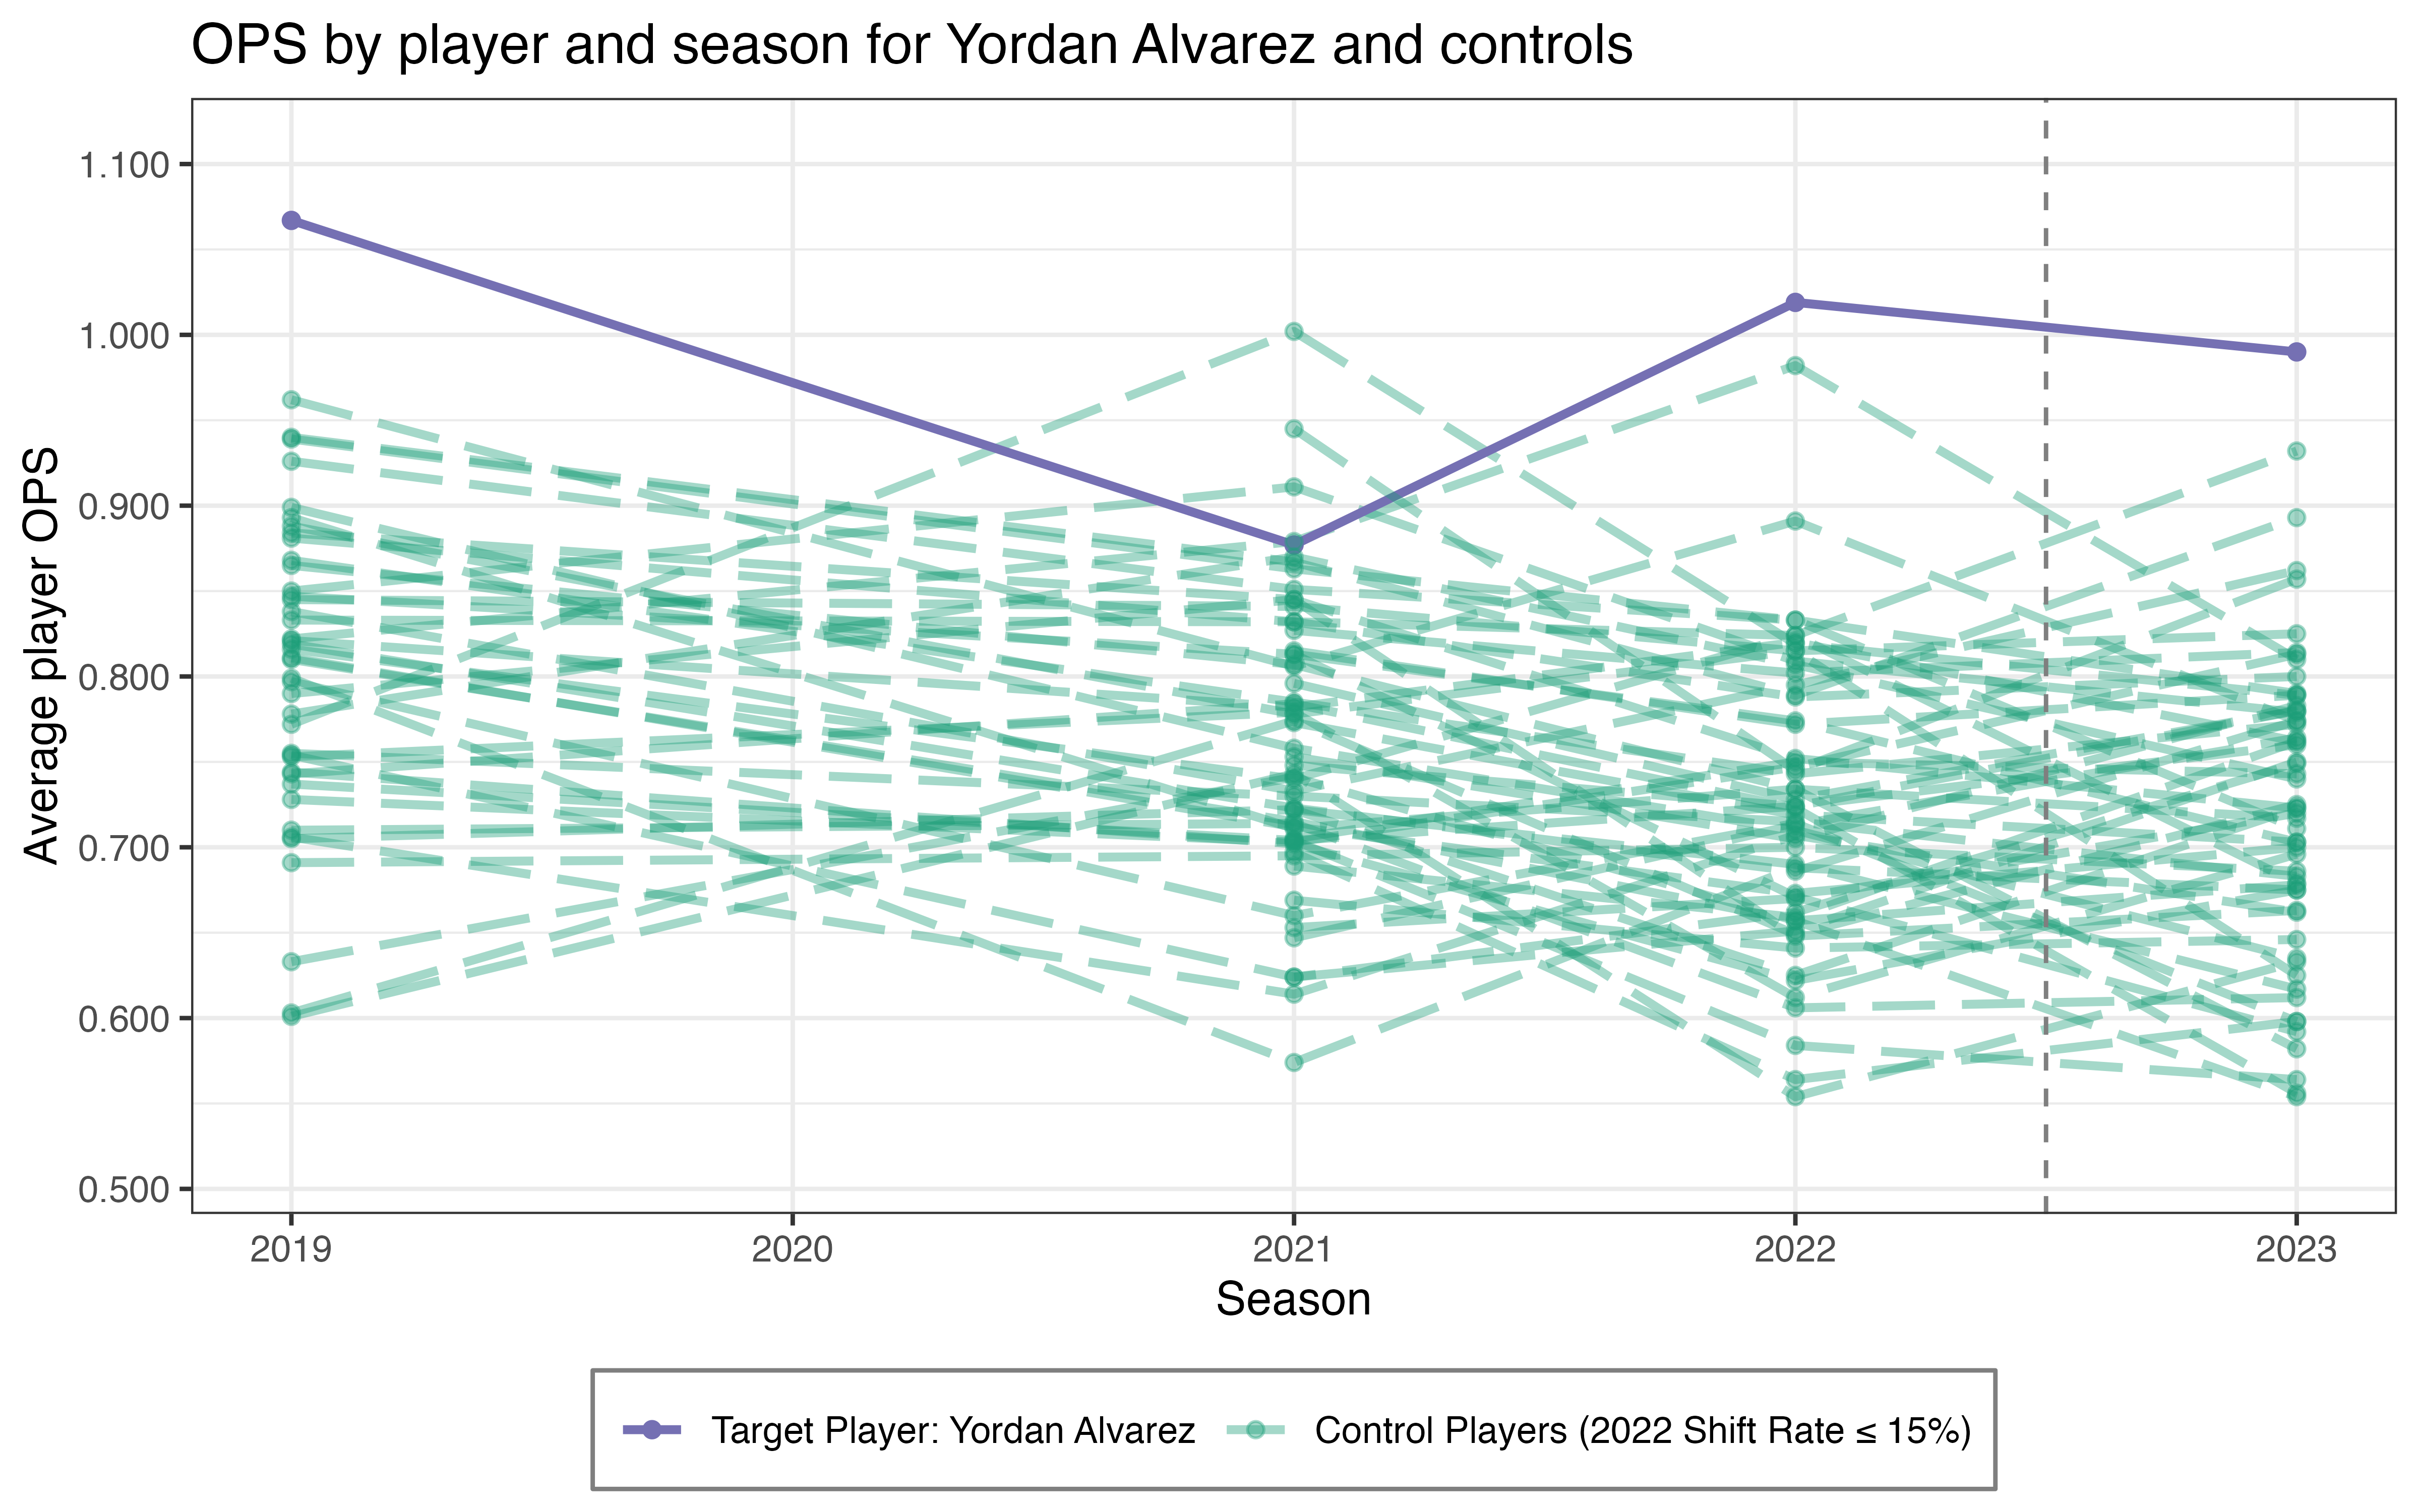 OPS by player and season for Yordan Alvarez and controls
Average player OPS
1.100
1.000
0.900
0.800
0.700
0.600
0.500
2019 2020 2021 2022 2023
Season
Target Player: Yordan Alvarez Control Players (2022 Shift Rate ≤ 15%)